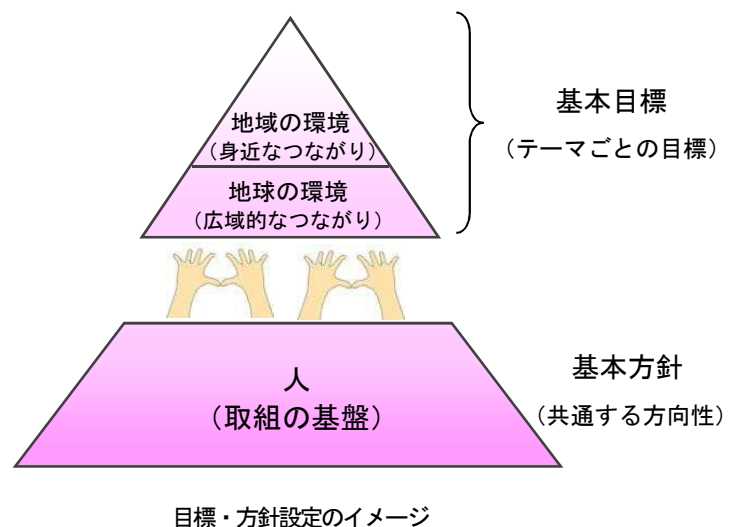 地域の環境
（身近なつながり）
地球の環境
（広域的なつながり）
基本目標
（テーマごとの目標）
人
（取組の基盤）
基本方針
（共通する方向性）
目標・方針設定のイメージ